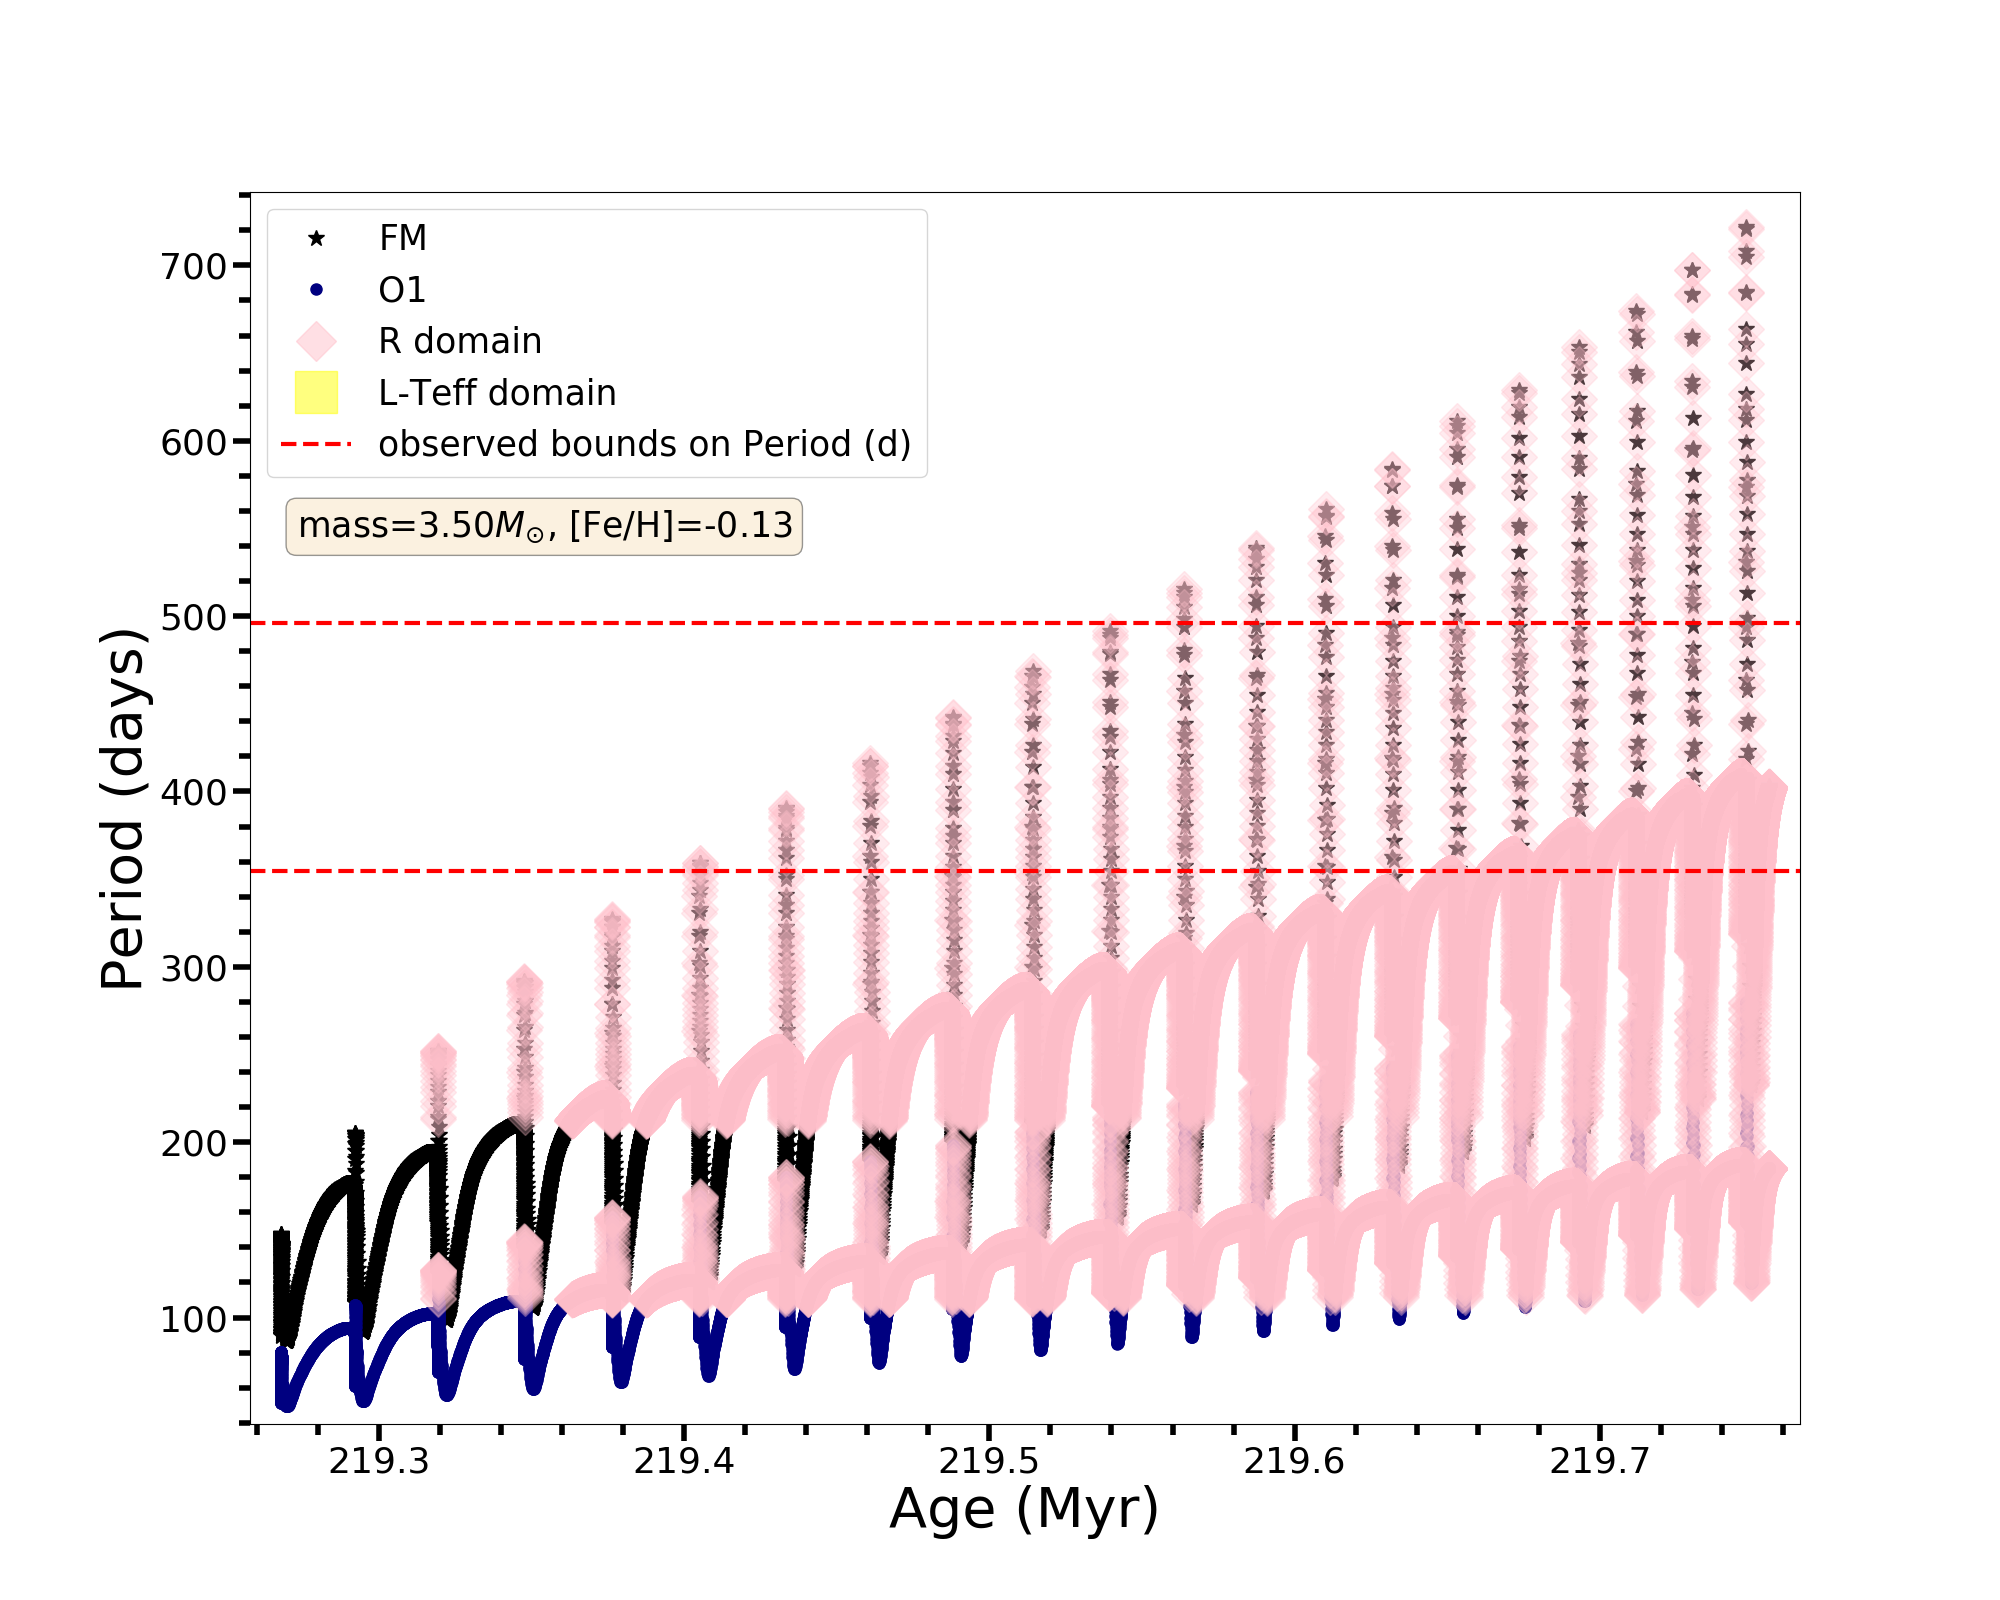 FM
O1
R domain
L-Teff domain
observed bounds on Period (d)
mass=3.50M⊙, [Fe/H]=-0.13
700
600
500
400
300
200
100
Period (days)
219.3 219.4 219.5 219.6 219.7
Age (Myr)